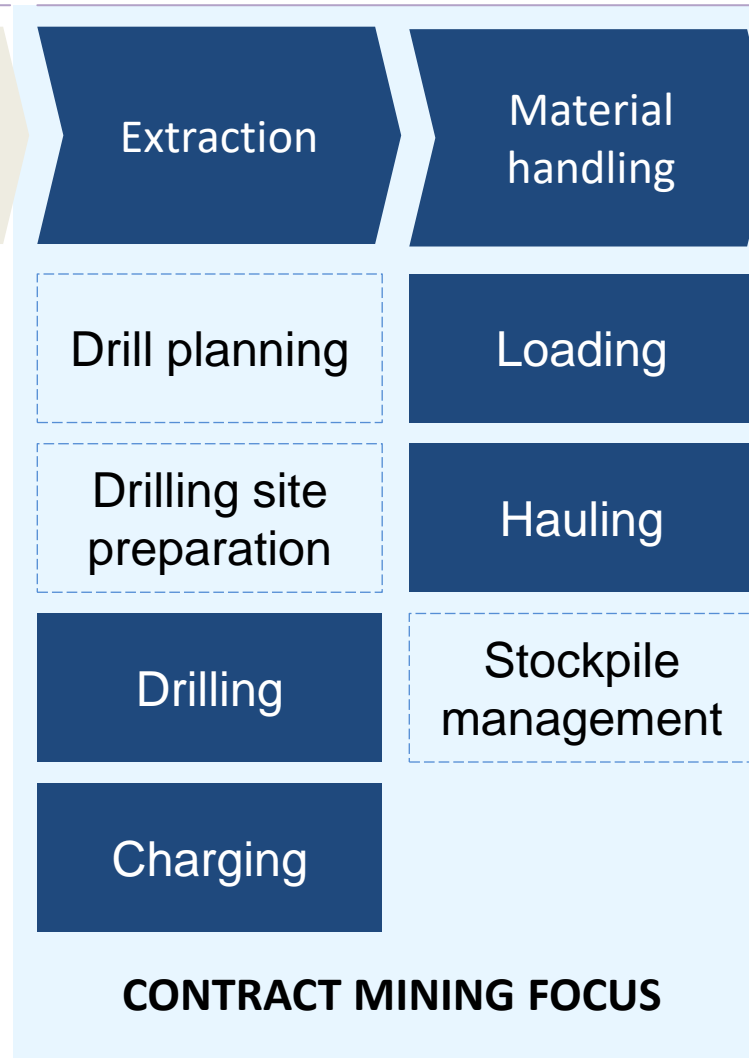 Extraction
Material
handling
Drill planning
Drilling site
preparation
Drilling
Charging
Loading
Hauling
Stockpile
management
CONTRACT MINING FOCUS